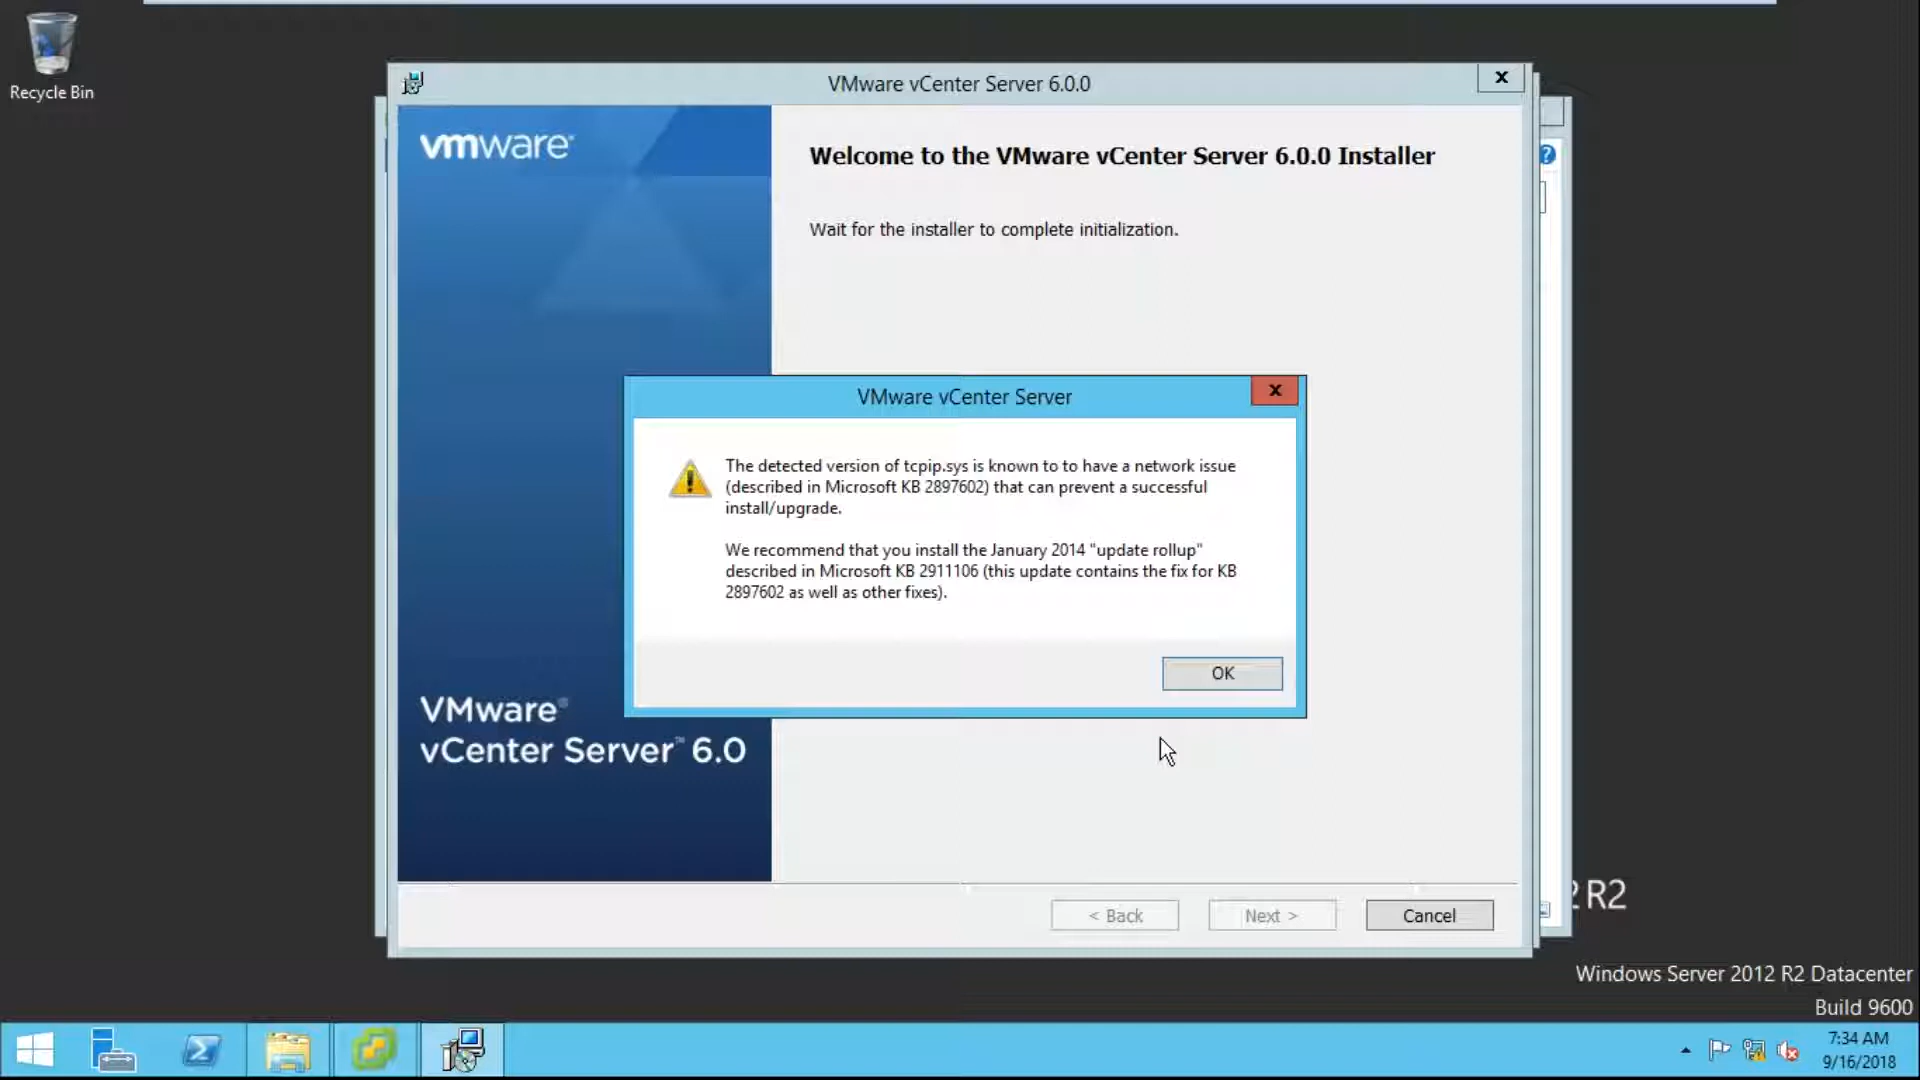 Recycle Bin
VMware vCenter Server 6.0.0
x
vmware®
Welcome to the VMware vCenter Server 6.0.0 Installer
?
Wait for the installer to complete initialization.
VMware vCenter Server
x
The detected version of tcpip.sys is known to to have a network issue
(described in Microsoft KB 2897602) that can prevent a successful
install/upgrade.
We recommend that you install the January 2014 "update rollup"
described in Microsoft KB 2911106 (this update contains the fix for KB
2897602 as well as other fixes).
OK
VMware®
vCenter Server™ 6.0
< Back
Next >
Cancel
2 R2
Windows Server 2012 R2 Datacenter
Build 9600
7:34 AM
9/16/2018